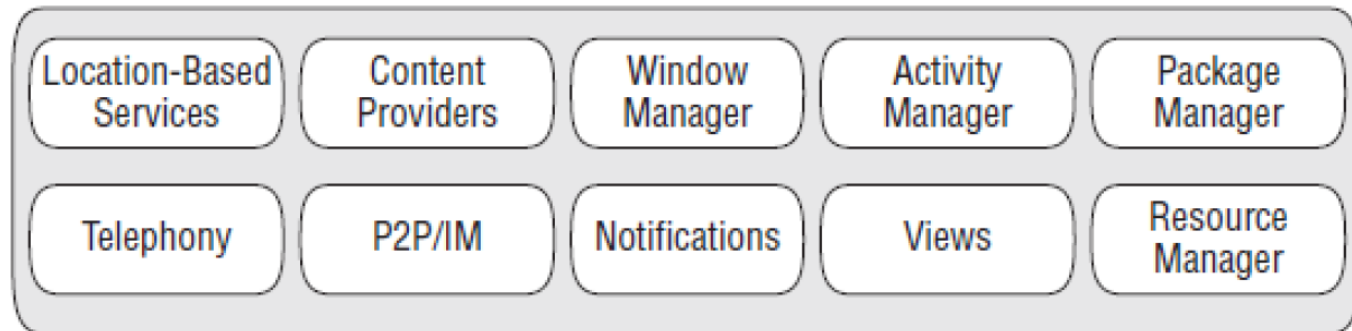 Location-Based
Services
Content
Providers
Window
Manager
Activity
Manager
Package
Manager
Telephony
P2P/IM
Notifications
Views
Resource
Manager